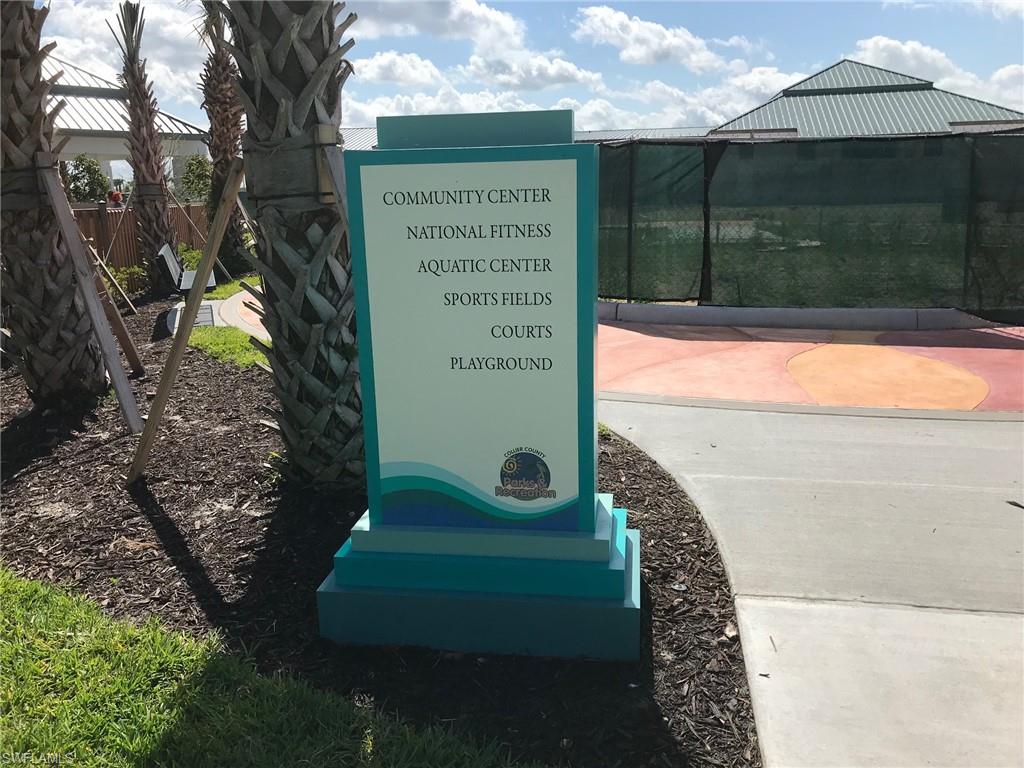 COMMUNITY CENTER
NATIONAL FITNESS
AQUATIC CENTER
SPORTS FIELDS
COURTS
PLAYGROUND
COLLIER COUNTY
Parks &
Recreation
SWFLAMLS